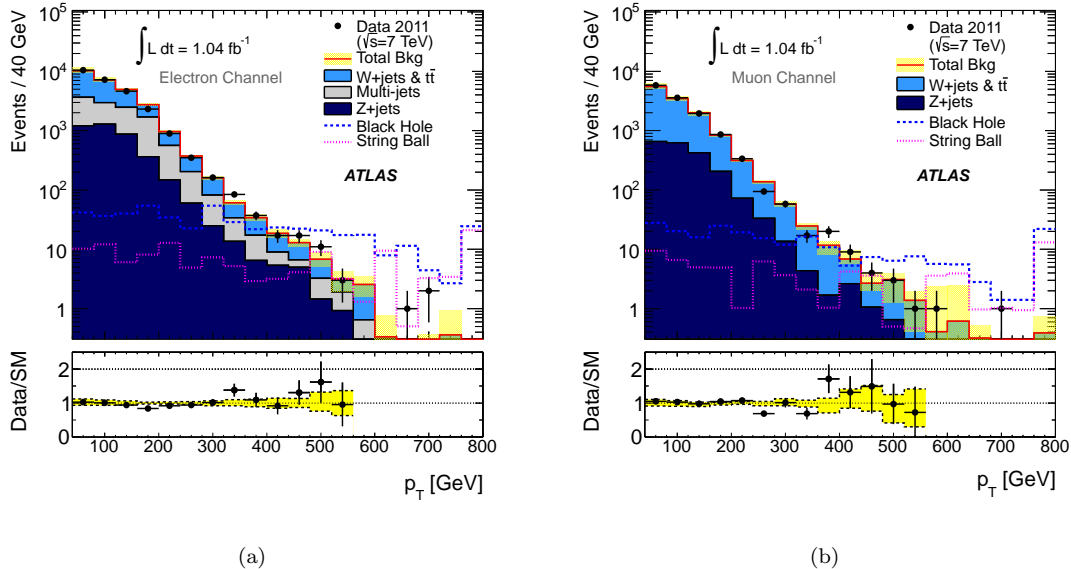 Events / 40 GeV
10^5
10^4
10^3
10^2
10
1
∫ L dt = 1.04 fb^-1
Electron Channel
Data 2011
(√s=7 TeV)
Total Bkg
W+jets & tt̄
Multi-jets
Z+jets
Black Hole
String Ball
ATLAS
Data/SM
2
1
0
100 200 300 400 500 600 700 800
p_T [GeV]
(a)
Events / 40 GeV
10^5
10^4
10^3
10^2
10
1
∫ L dt = 1.04 fb^-1
Muon Channel
Data 2011
(√s=7 TeV)
Total Bkg
W+jets & tt̄
Z+jets
Black Hole
String Ball
ATLAS
Data/SM
2
1
0
100 200 300 400 500 600 700 800
p_T [GeV]
(b)